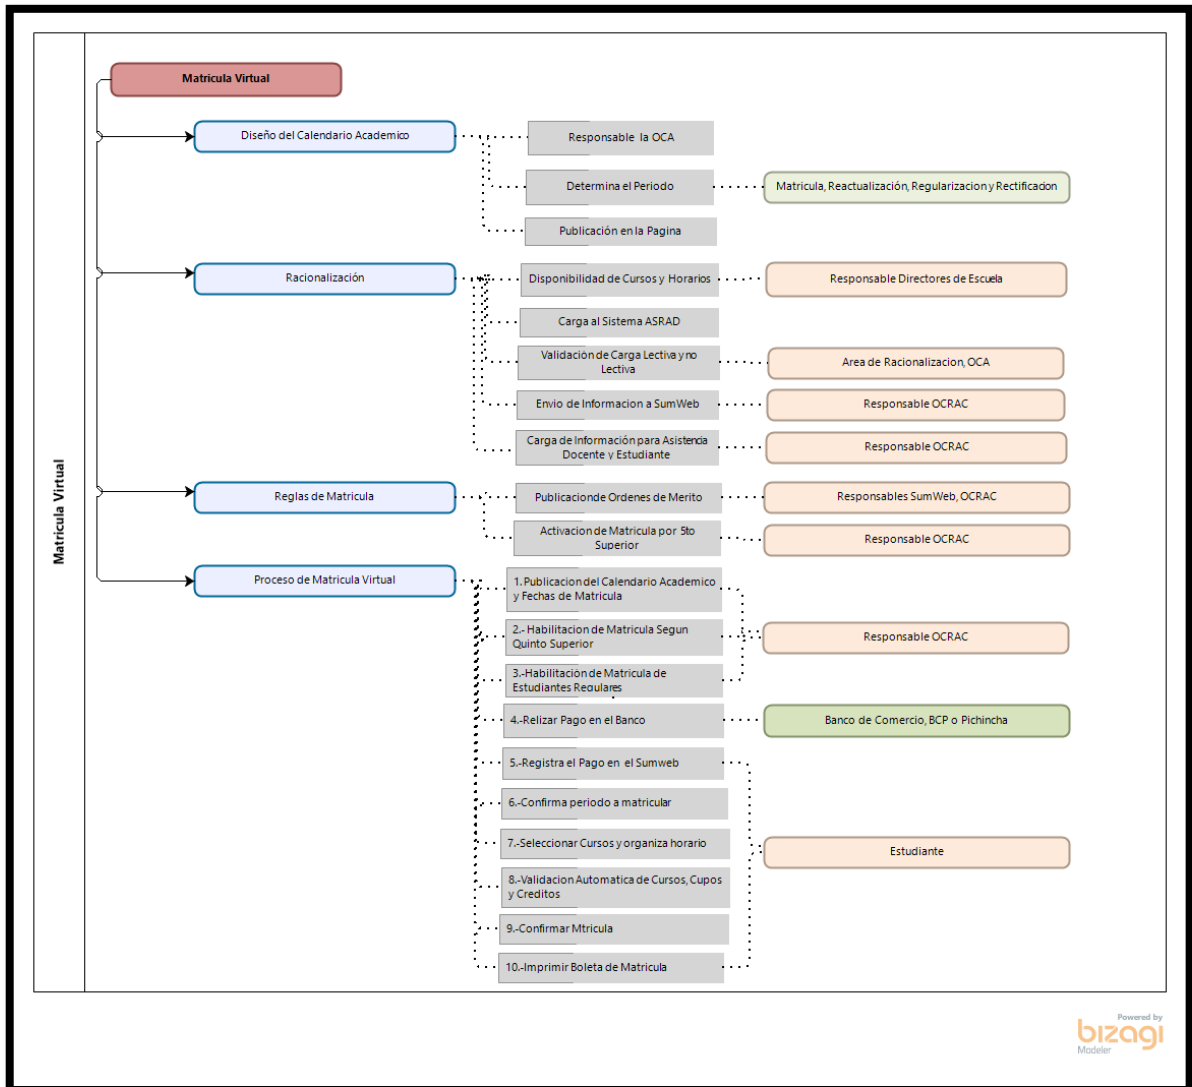 Matricula Virtual
Matricula Virtual
Diseño del Calendario Academico
Responsable la OCA
Determina el Periodo
Matricula, Reactualización, Regularizacion y Rectificacion
Publicación en la Pagina
Racionalización
Disponibilidad de Cursos y Horarios
Responsable Directores de Escuela
Carga al Sistema ASRAD
Validación de Carga Lectiva y no
Lectiva
Area de Racionalizacion, OCA
Envio de Informacion a SumWeb
Responsable OCRAC
Carga de Información para Asistencia
Docente y Estudiante
Responsable OCRAC
Reglas de Matricula
Publicacionde Ordenes de Merito
Responsables SumWeb, OCRAC
Activacion de Matricula por 5to
Superior
Responsable OCRAC
Proceso de Matricula Virtual
1.Publicacion del Calendario Academico
y Fechas de Matricula
2.- Habilitacion de Matricula Segun
Quinto Superior
Responsable OCRAC
3.-Habilitación de Matricula de
Estudiantes Regulares
4.-Relizar Pago en el Banco
Banco de Comercio, BCP o Pichincha
5.-Registra el Pago en el Sumweb
6.-Confirma periodo a matricular
7.-Seleccionar Cursos y organiza horario
Estudiante
8.-Validacion Automatica de Cursos, Cupos
y Creditos
9.-Confirmar Mtricula
10.-Imprimir Boleta de Matricula
Powered by
bizagi
Modeler